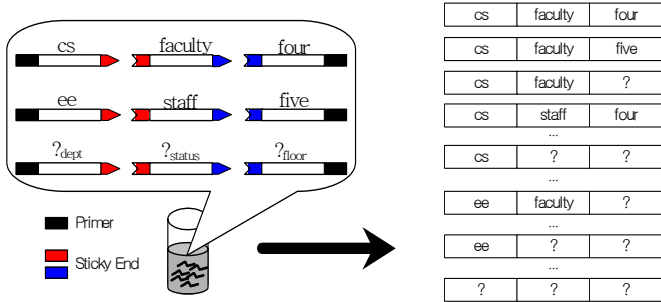 cs faculty four
ee staff five
?dept ?status ?floor
Primer
Sticky End
cs faculty four
cs faculty five
cs faculty ?
cs staff four
...
cs ? ?
...
ee faculty ?
...
ee ? ?
...
? ? ?